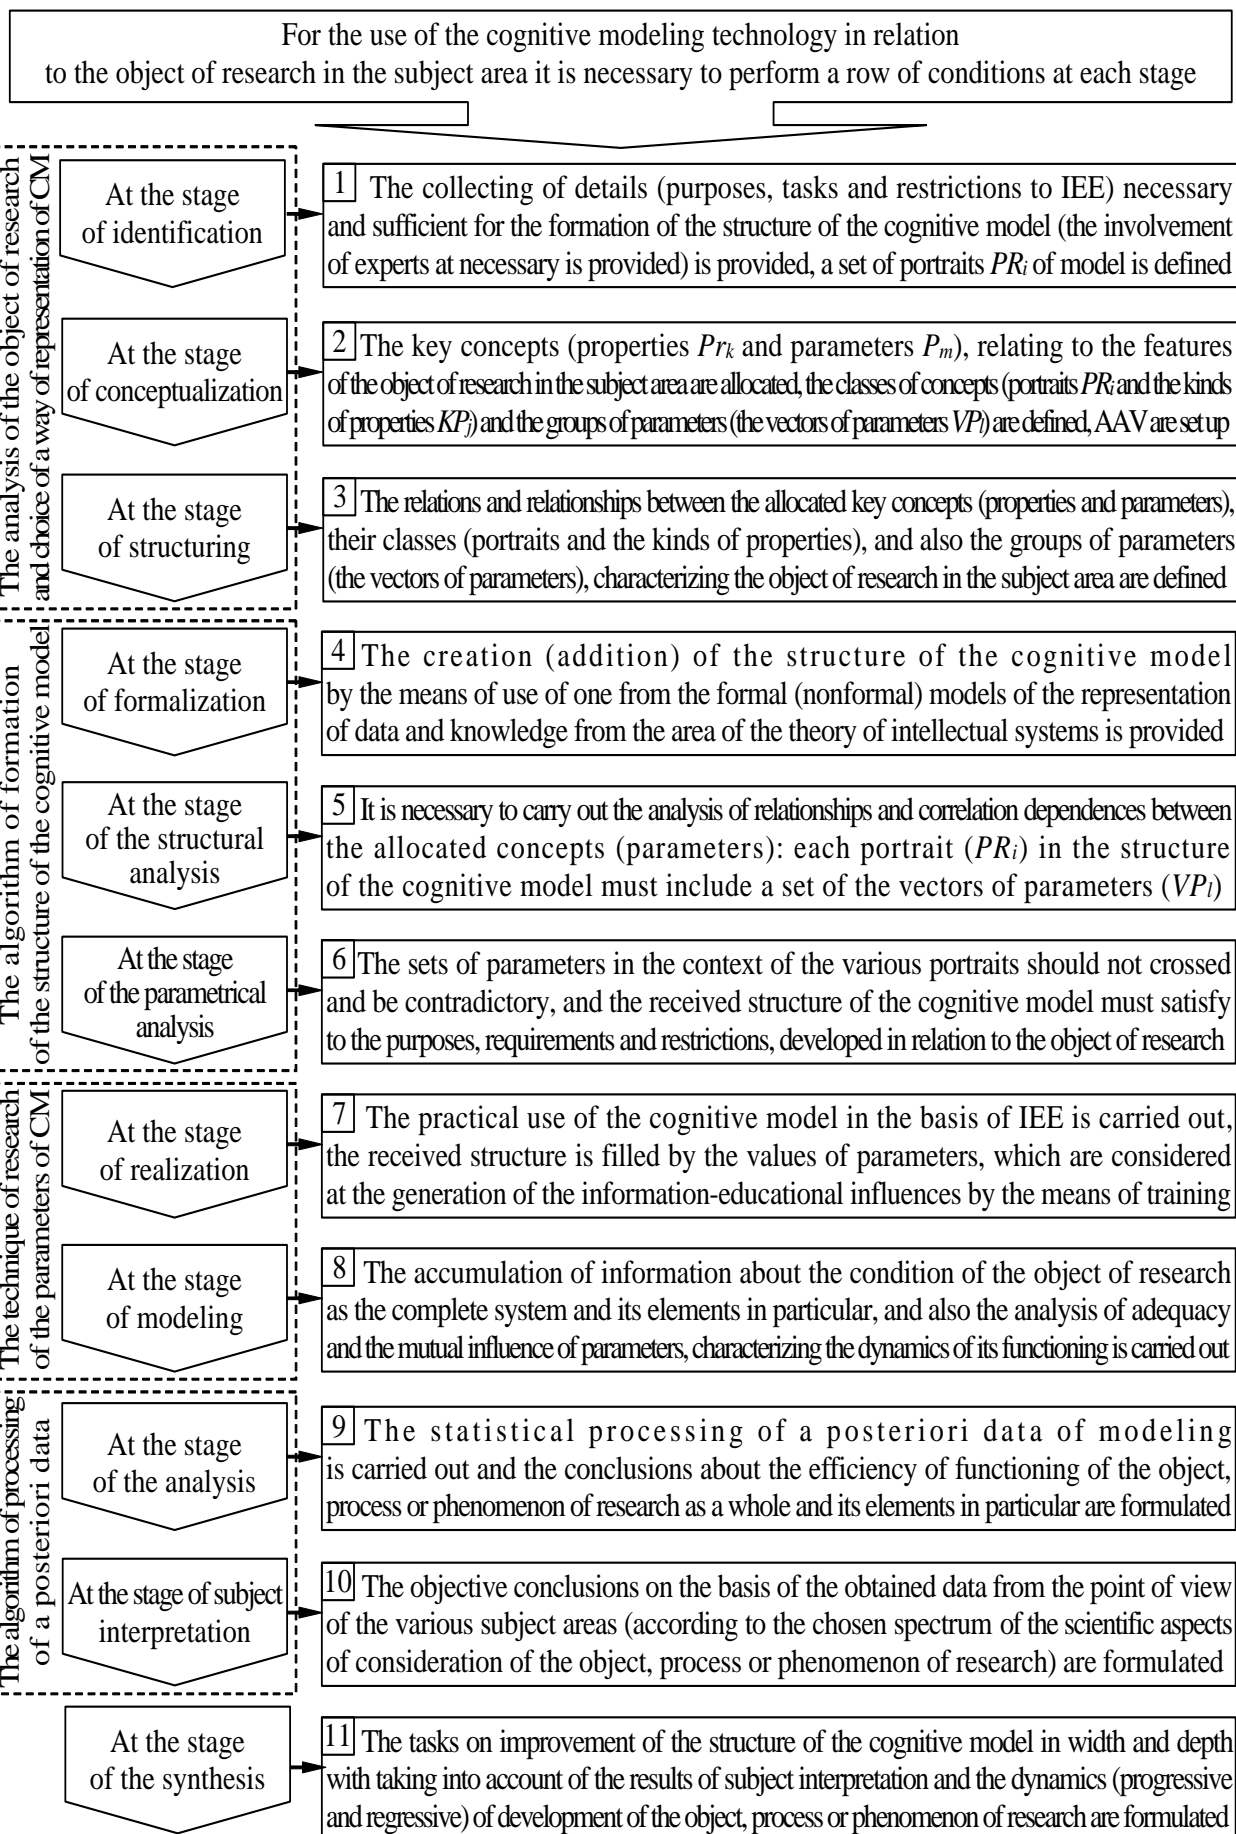 For the use of the cognitive modeling technology in relation
to the object of research in the subject area it is necessary to perform a row of conditions at each stage
The analysis of the object of research
and choice of a way of representation of CM
At the stage
of identification
1 The collecting of details (purposes, tasks and restrictions to IEE) necessary
and sufficient for the formation of the structure of the cognitive model (the involvement
of experts at necessary is provided) is provided, a set of portraits PRi of model is defined
At the stage
of conceptualization
2 The key concepts (properties Prk and parameters Pm), relating to the features
of the object of research in the subject area are allocated, the classes of concepts (portraits PRi and the kinds
of properties KPj) and the groups of parameters (the vectors of parameters VPl) are defined, AAV are set up
At the stage
of structuring
3 The relations and relationships between the allocated key concepts (properties and parameters),
their classes (portraits and the kinds of properties), and also the groups of parameters
(the vectors of parameters), characterizing the object of research in the subject area are defined
The algorithm of formation
of the structure of the cognitive model
At the stage
of formalization
4 The creation (addition) of the structure of the cognitive model
by the means of use of one from the formal (nonformal) models of the representation
of data and knowledge from the area of the theory of intellectual systems is provided
At the stage
of the structural
analysis
5 It is necessary to carry out the analysis of relationships and correlation dependences between
the allocated concepts (parameters): each portrait (PRi) in the structure
of the cognitive model must include a set of the vectors of parameters (VPl)
At the stage
of the parametrical
analysis
6 The sets of parameters in the context of the various portraits should not crossed
and be contradictory, and the received structure of the cognitive model must satisfy
to the purposes, requirements and restrictions, developed in relation to the object of research
The technique of research
of the parameters of CM
At the stage
of realization
7 The practical use of the cognitive model in the basis of IEE is carried out,
the received structure is filled by the values of parameters, which are considered
at the generation of the information-educational influences by the means of training
At the stage
of modeling
8 The accumulation of information about the condition of the object of research
as the complete system and its elements in particular, and also the analysis of adequacy
and the mutual influence of parameters, characterizing the dynamics of its functioning is carried out
The algorithm of processing
of a posteriori data
At the stage
of the analysis
9 The statistical processing of a posteriori data of modeling
is carried out and the conclusions about the efficiency of functioning of the object,
process or phenomenon of research as a whole and its elements in particular are formulated
At the stage of subject
interpretation
10 The objective conclusions on the basis of the obtained data from the point of view
of the various subject areas (according to the chosen spectrum of the scientific aspects
of consideration of the object, process or phenomenon of research) are formulated
At the stage
of the synthesis
11 The tasks on improvement of the structure of the cognitive model in width and depth
with taking into account of the results of subject interpretation and the dynamics (progressive
and regressive) of development of the object, process or phenomenon of research are formulated